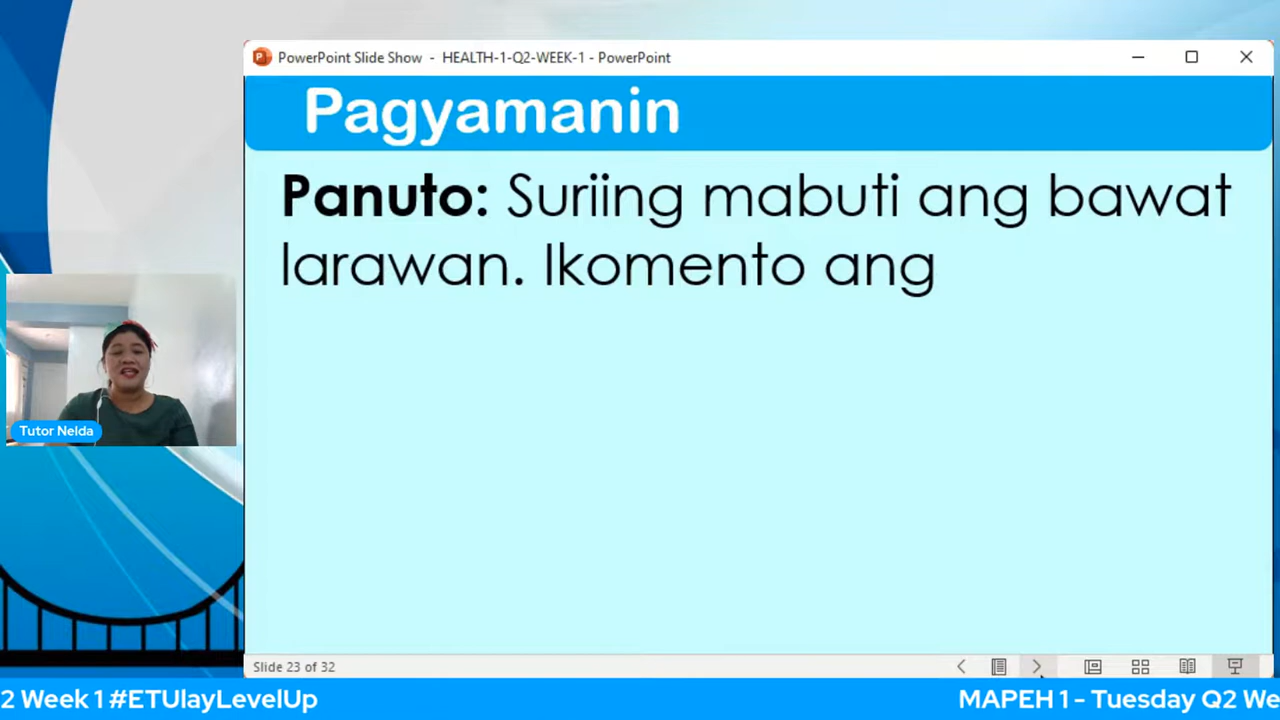 PowerPoint Slide Show - HEALTH-1-Q2-WEEK-1 - PowerPoint
Pagyamanin
Panuto: Suriing mabuti ang bawat
larawan. Ikomento ang
Tutor Nelda
Slide 23 of 32
2 Week 1 #ETUlayLevelUp
MAPEH 1 - Tuesday Q2 We